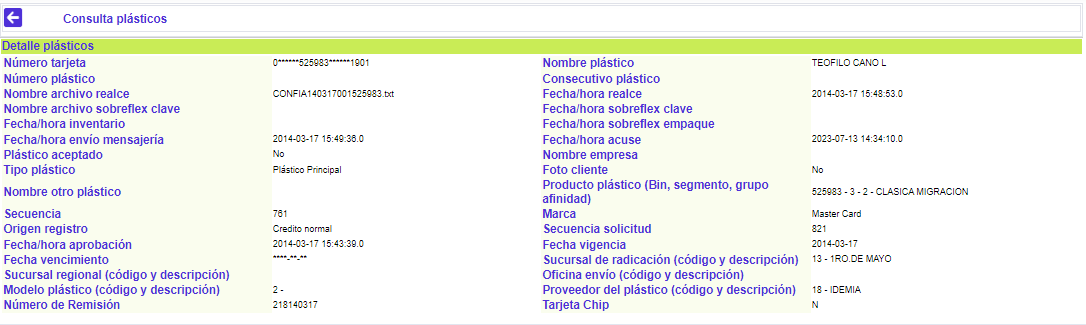 Consulta plásticos
Detalle plásticos
Número tarjeta 0******525983******1901 Nombre plástico TEOFILO CANO L
Número plástico Consecutivo plástico
Nombre archivo realce CONFIA140317001525983.txt Fecha/hora realce 2014-03-17 15:48:53.0
Nombre archivo sobreflex clave Fecha/hora sobreflex clave
Fecha/hora inventario Fecha/hora sobreflex empaque
Fecha/hora envío mensajería 2014-03-17 15:49:36.0 Fecha/hora acuse 2023-07-13 14:34:10.0
Plástico aceptado No Nombre empresa
Tipo plástico Plástico Principal Foto cliente No
Nombre otro plástico Producto plástico (Bin, segmento, grupo
afinidad) 525983 - 3 - 2 - CLASICA MIGRACION
Secuencia 761 Marca Master Card
Origen registro Credito normal Secuencia solicitud 821
Fecha/hora aprobación 2014-03-17 15:43:39.0 Fecha vigencia 2014-03-17
Fecha vencimiento ****-**-** Sucursal de radicación (código y descripción) 13 - 1RO.DE MAYO
Sucursal regional (código y descripción) Oficina envío (código y descripción)
Modelo plástico (código y descripción) 2 - Proveedor del plástico (código y descripción) 18 - IDEMIA
Número de Remisión 218140317 Tarjeta Chip N